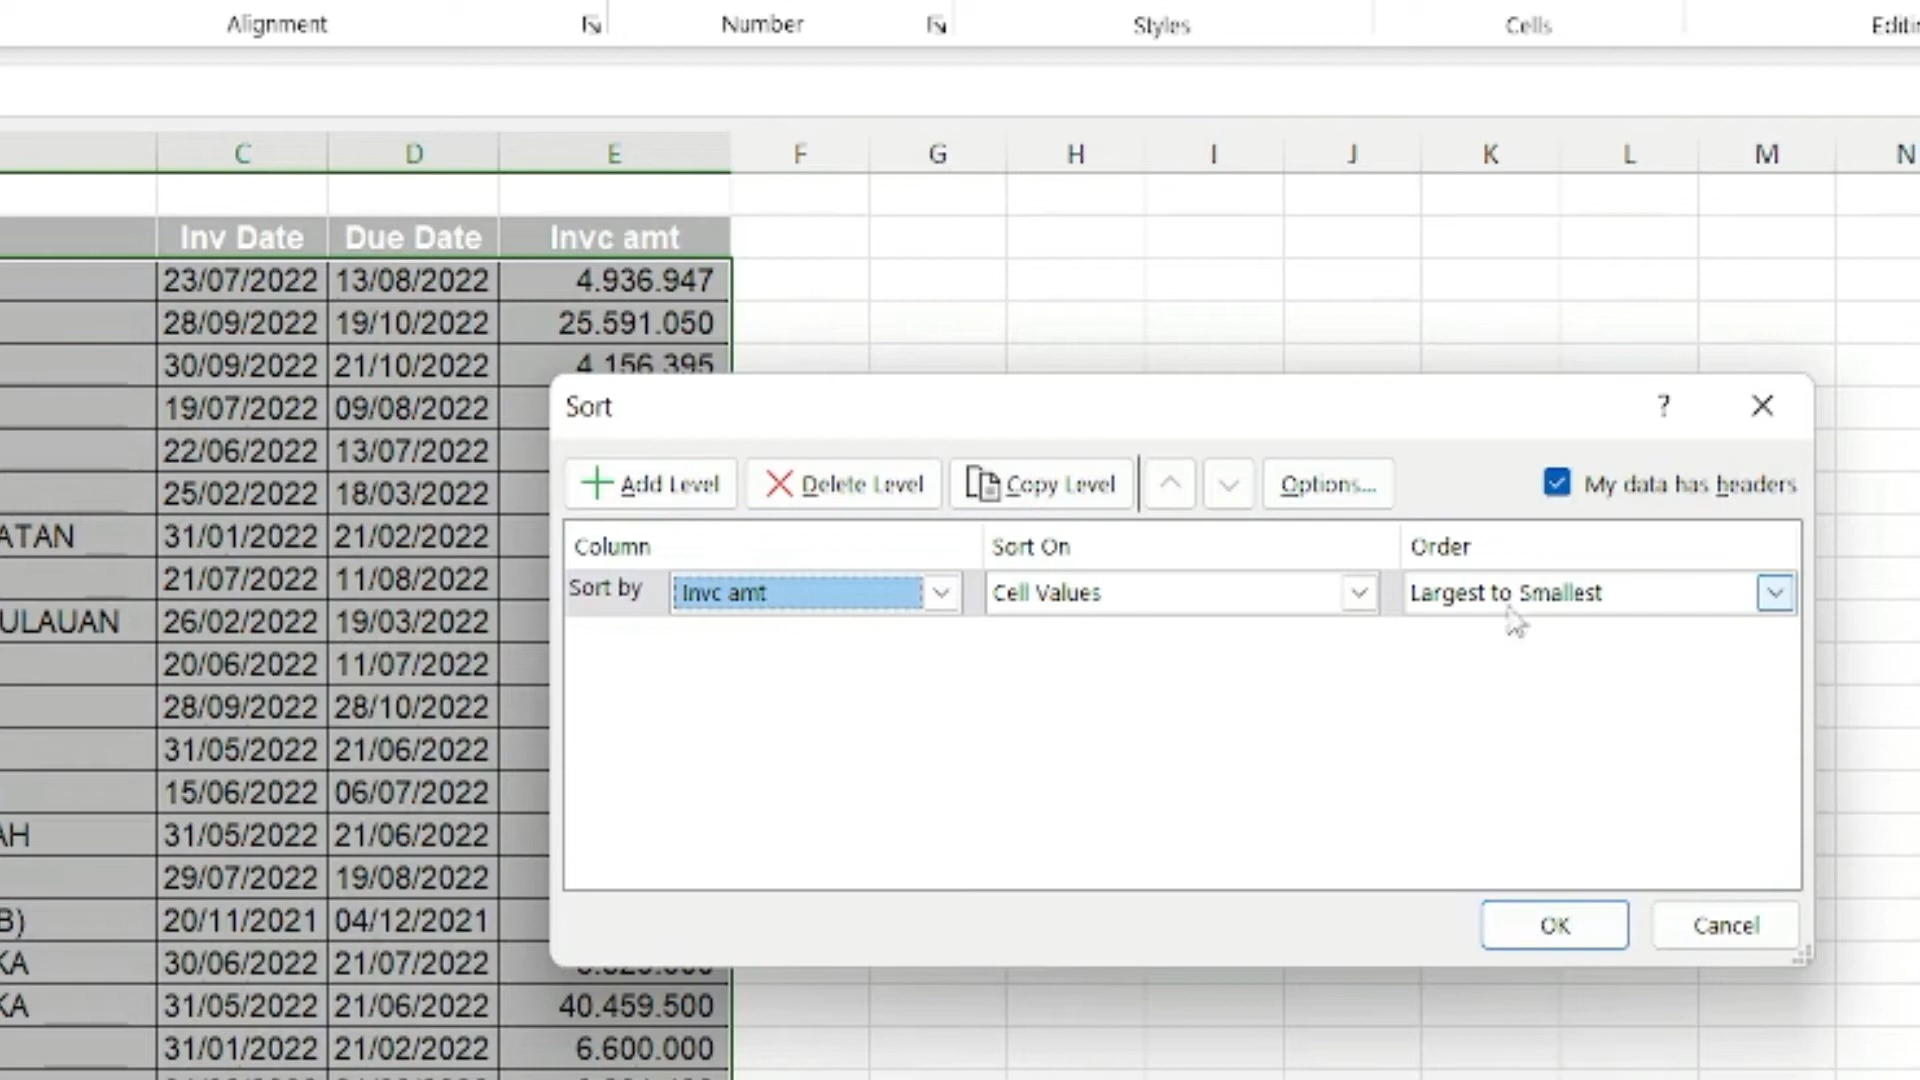 Alignment Number Styles Cells
C D E F G H I J K L M N
Inv Date Due Date Invc amt
23/07/2022 13/08/2022 4.936.947
28/09/2022 19/10/2022 25.591.050
30/09/2022 21/10/2022 4.156.395
19/07/2022 09/08/2022
22/06/2022 13/07/2022
25/02/2022 18/03/2022
ATAN 31/01/2022 21/02/2022
21/07/2022 11/08/2022
ULAUAN 26/02/2022 19/03/2022
20/06/2022 11/07/2022
28/09/2022 28/10/2022
31/05/2022 21/06/2022
15/06/2022 06/07/2022
AH 31/05/2022 21/06/2022
29/07/2022 19/08/2022
B) 20/11/2021 04/12/2021
KA 30/06/2022 21/07/2022
KA 31/05/2022 21/06/2022 40.459.500
31/01/2022 21/02/2022 6.600.000
Sort ?
Add Level Delete Level Copy Level Options... My data has headers
Column Sort On Order
Sort by Invc amt Cell Values Largest to Smallest
OK Cancel